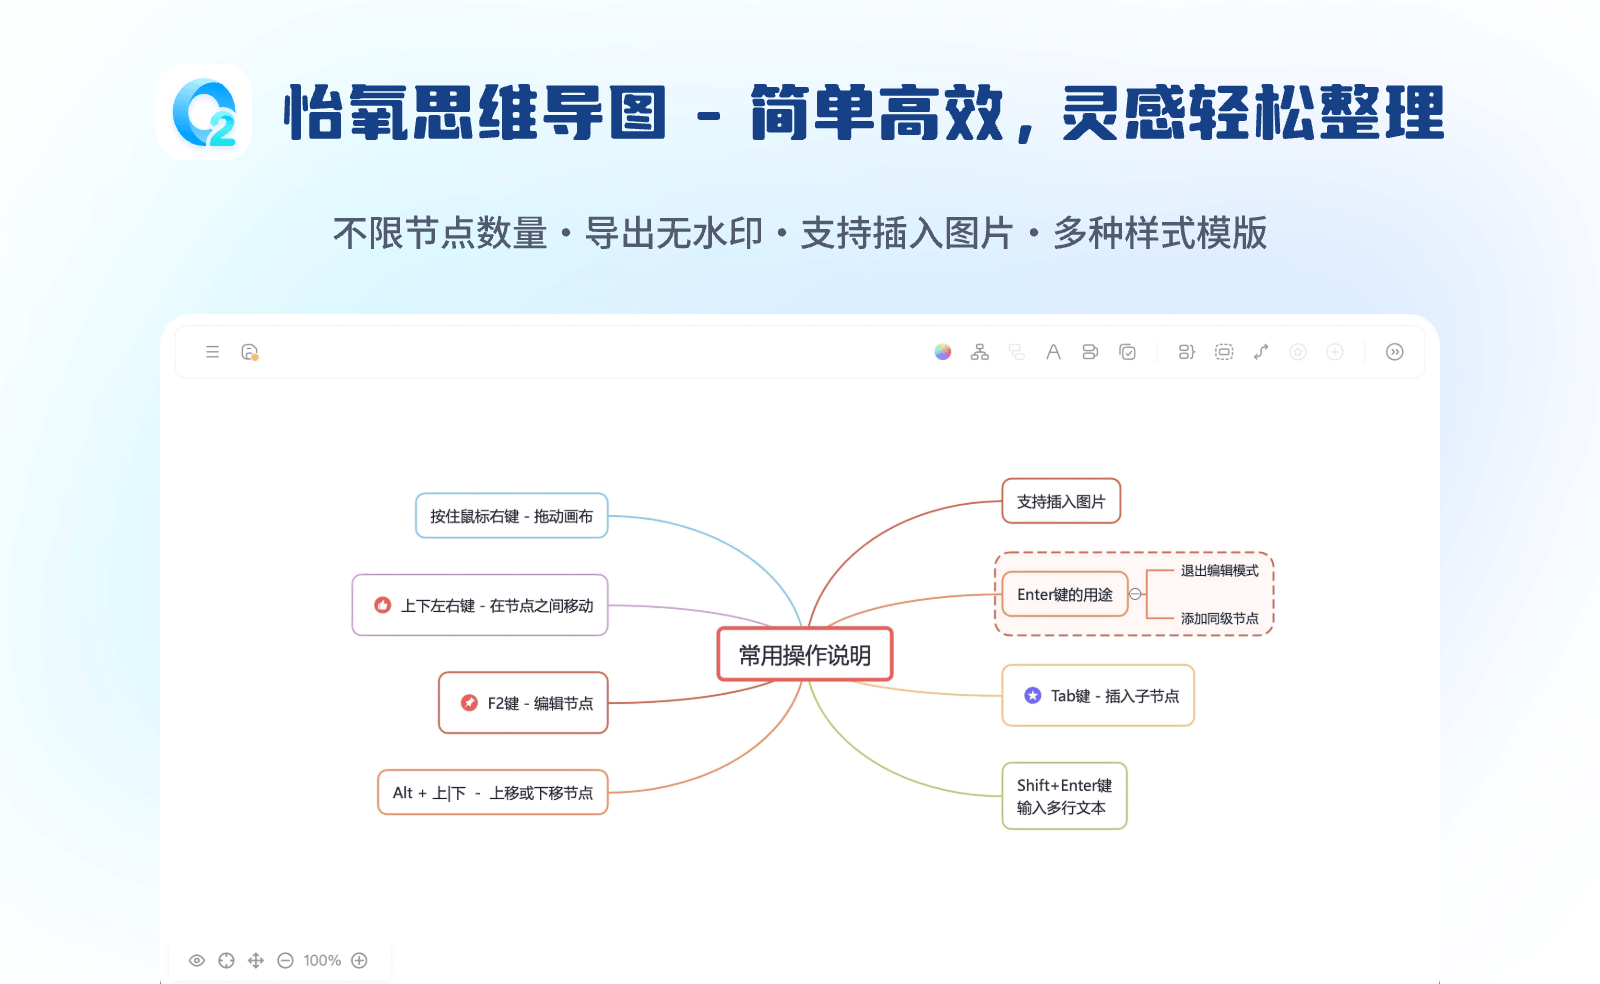 O2
怡氧思维导图 - 简单高效，灵感轻松整理
不限节点数量・导出无水印・支持插入图片・多种样式模版
按住鼠标右键 - 拖动画布
上下左右键 - 在节点之间移动
F2键 - 编辑节点
Alt + 上|下 - 上移或下移节点
常用操作说明
支持插入图片
Enter键的用途
退出编辑模式
添加同级节点
Tab键 - 插入子节点
Shift+Enter键
输入多行文本
100%